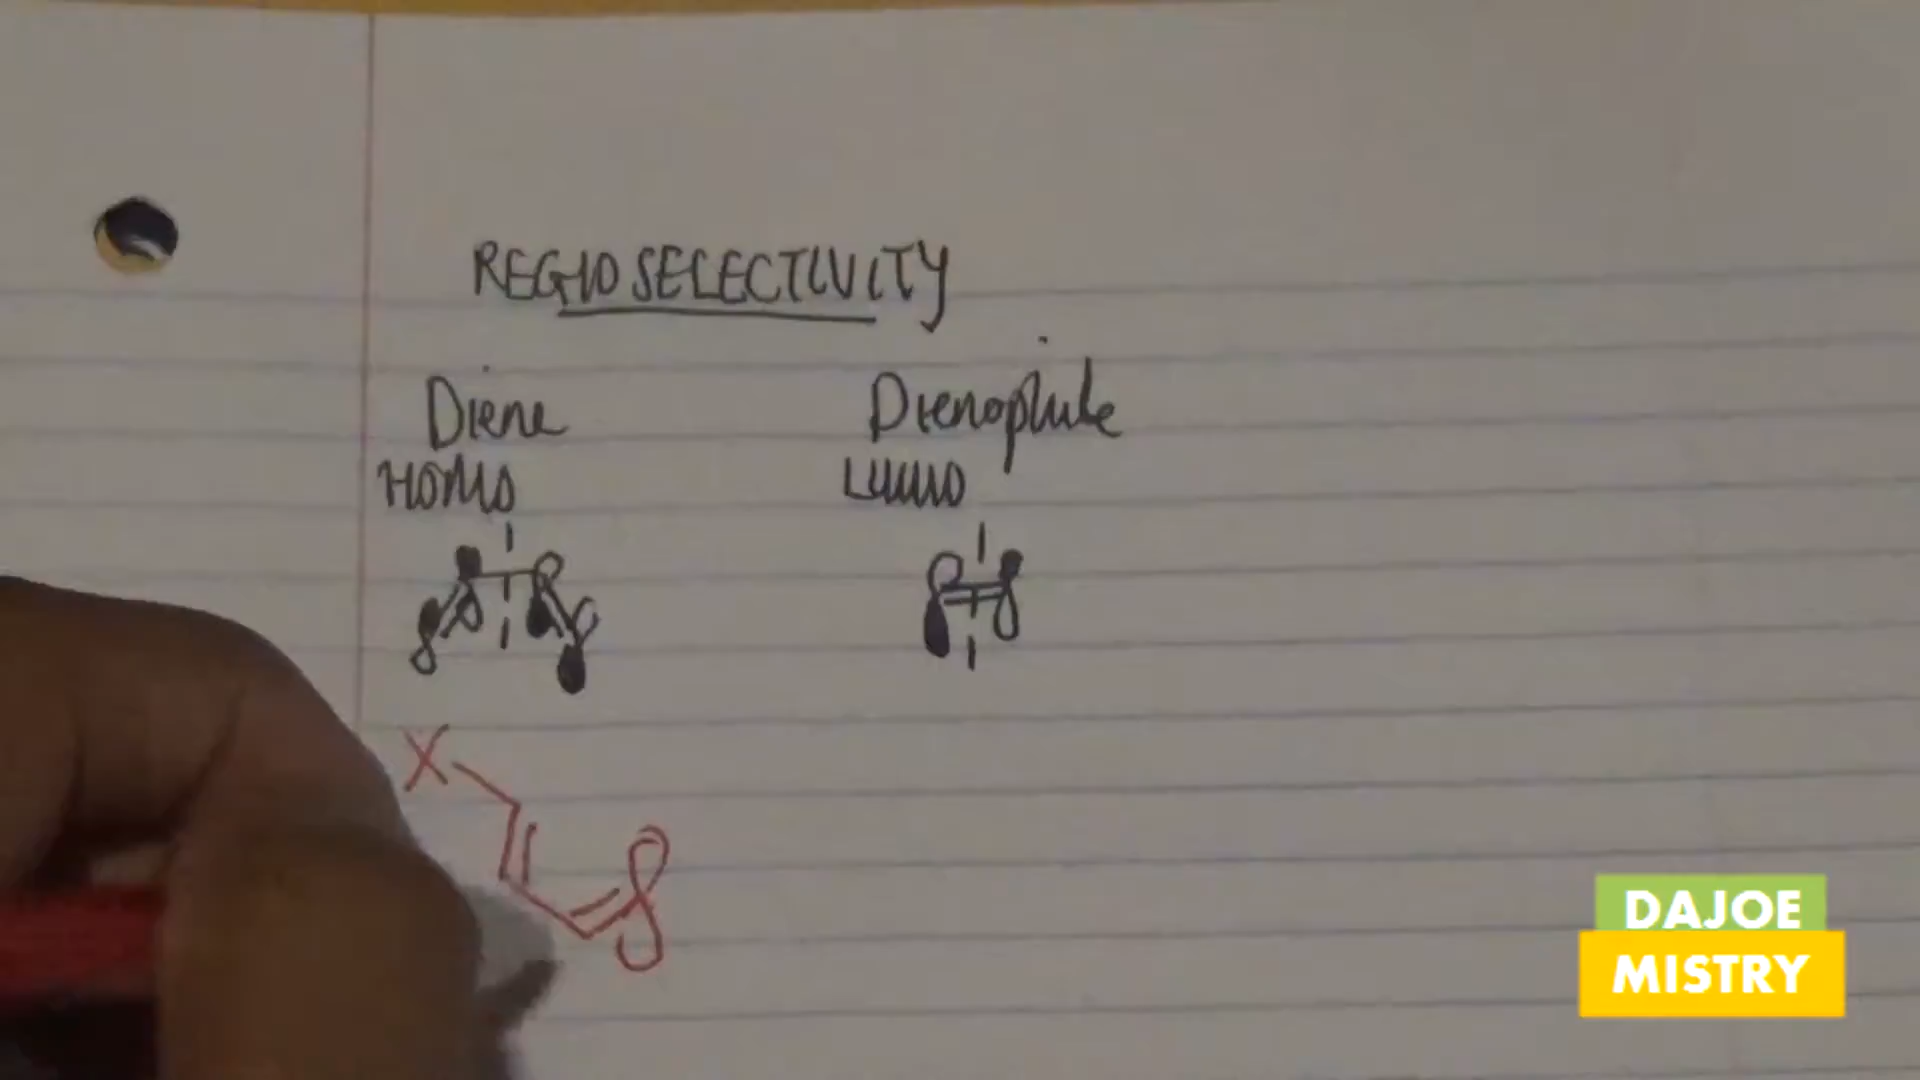 REGIOSELECTIVITY
Diene
Dienophile
HOMO
LUMO
X
DAJOE
MISTRY